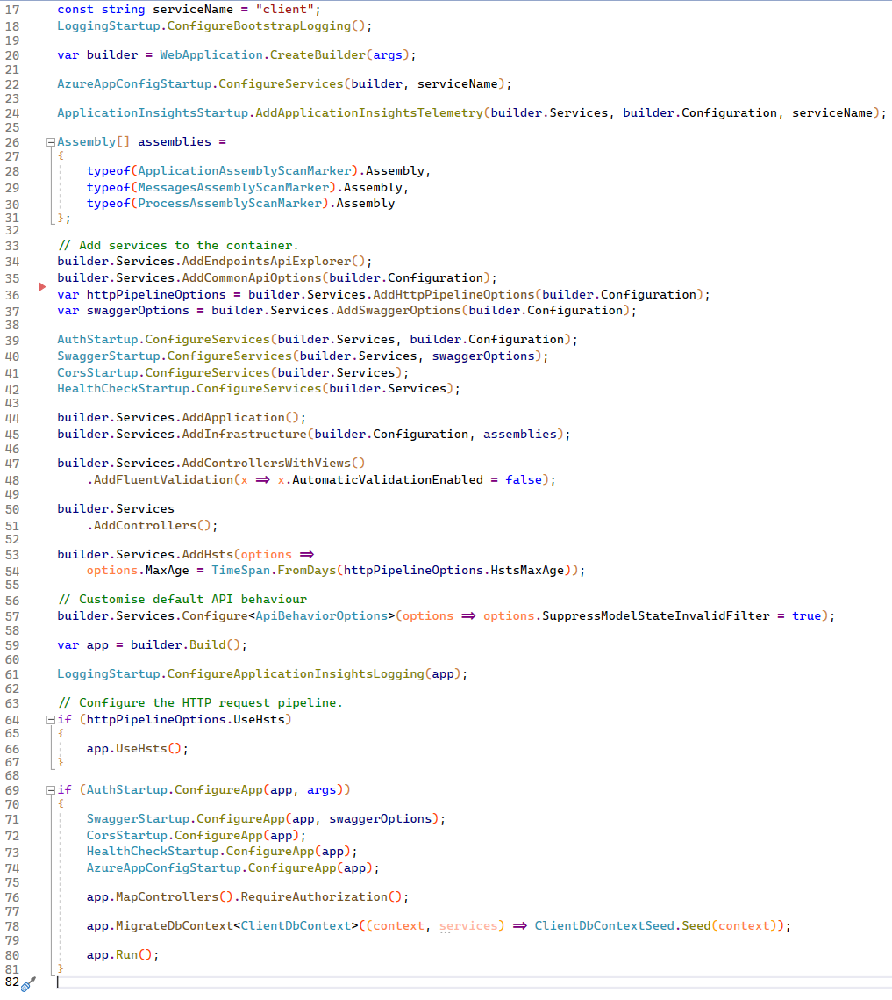 17 const string serviceName = "client";
18 LoggingStartup.ConfigureBootstrapLogging();
19
20 var builder = WebApplication.CreateBuilder(args);
21
22 AzureAppConfigStartup.ConfigureServices(builder, serviceName);
23
24 ApplicationInsightsStartup.AddApplicationInsightsTelemetry(builder.Services, builder.Configuration, serviceName);
25
26 Assembly[] assemblies =
27 {
28     typeof(ApplicationAssemblyScanMarker).Assembly,
29     typeof(MessagesAssemblyScanMarker).Assembly,
30     typeof(ProcessAssemblyScanMarker).Assembly
31 };
32
33 // Add services to the container.
34 builder.Services.AddEndpointsApiExplorer();
35 builder.Services.AddCommonApiOptions(builder.Configuration);
36 var httpPipelineOptions = builder.Services.AddHttpPipelineOptions(builder.Configuration);
37 var swaggerOptions = builder.Services.AddSwaggerOptions(builder.Configuration);
38
39 AuthStartup.ConfigureServices(builder.Services, builder.Configuration);
40 SwaggerStartup.ConfigureServices(builder.Services, swaggerOptions);
41 CorsStartup.ConfigureServices(builder.Services);
42 HealthCheckStartup.ConfigureServices(builder.Services);
43
44 builder.Services.AddApplication();
45 builder.Services.AddInfrastructure(builder.Configuration, assemblies);
46
47 builder.Services.AddControllersWithViews()
48     .AddFluentValidation(x => x.AutomaticValidationEnabled = false);
49
50 builder.Services
51     .AddControllers();
52
53 builder.Services.AddHsts(options =>
54     options.MaxAge = TimeSpan.FromDays(httpPipelineOptions.HstsMaxAge));
55
56 // Customise default API behaviour
57 builder.Services.Configure<ApiBehaviorOptions>(options => options.SuppressModelStateInvalidFilter = true);
58
59 var app = builder.Build();
60
61 LoggingStartup.ConfigureApplicationInsightsLogging(app);
62
63 // Configure the HTTP request pipeline.
64 if (httpPipelineOptions.UseHsts)
65 {
66     app.UseHsts();
67 }
68
69 if (AuthStartup.ConfigureApp(app, args))
70 {
71     SwaggerStartup.ConfigureApp(app, swaggerOptions);
72     CorsStartup.ConfigureApp(app);
73     HealthCheckStartup.ConfigureApp(app);
74     AzureAppConfigStartup.ConfigureApp(app);
75
76     app.MapControllers().RequireAuthorization();
77
78     app.MigrateDbContext<ClientDbContext>((context, services) => ClientDbContextSeed.Seed(context));
79
80     app.Run();
81 }
82